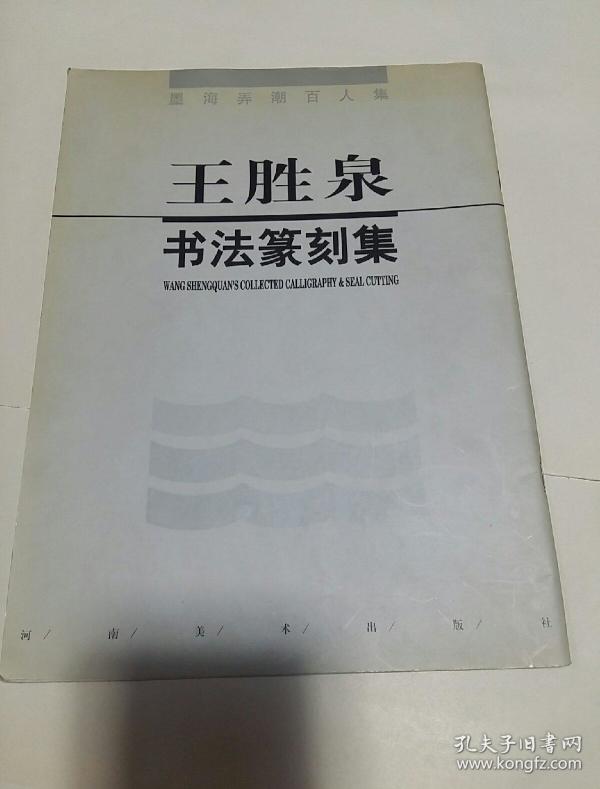 墨海弄潮百人集
王胜泉
书法篆刻集
WANG SHENGQUAN'S COLLECTED CALLIGRAPHY & SEAL CUTTING
河/南/美/术/出/版/社
孔夫子旧书网
www.kongfz.com